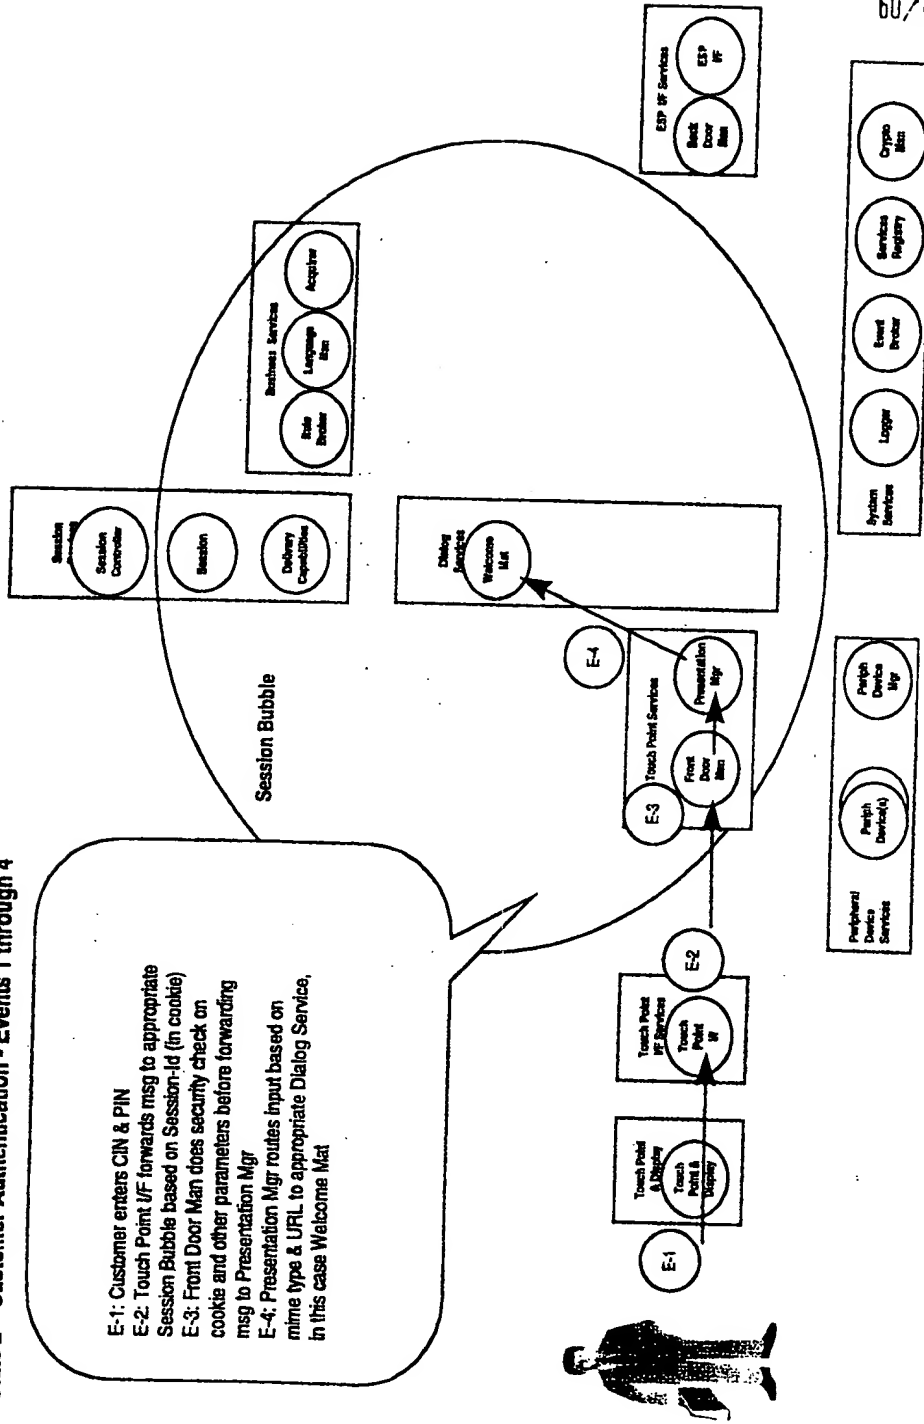 Customer Authentication - Events 1 through 4
E-1: Customer enters CIN & PIN
E-2: Touch Point I/F forwards msg to appropriate
Session Bubble based on Session-Id (in cookie)
E-3: Front Door Man does security check on
cookie and other parameters before forwarding
msg to Presentation Mgr
E-4: Presentation Mgr routes input based on
mime type & URL to appropriate Dialog Service,
in this case Welcome Mat
Session Bubble
Session
Session
Controller
Session
Delivery
Capabilities
Business Services
Rule
Broker
Language
Man
Acquirer
ESP I/F Services
Back
Door
Man
ESP
I/F
Dialog
Services
Welcome
Mat
E-4
Touch Point Services
E-3
Front
Door
Man
Presentation
Mgr
Touch Point
I/F Services
Touch
Point
I/F
E-2
Touch Point
& Display
Touch
Point &
Display
E-1
Peripheral
Device
Services
Periph
Device(s)
Periph
Device
Mgr
System
Services
Logger
Event
Broker
Services
Registry
Crypto
Man